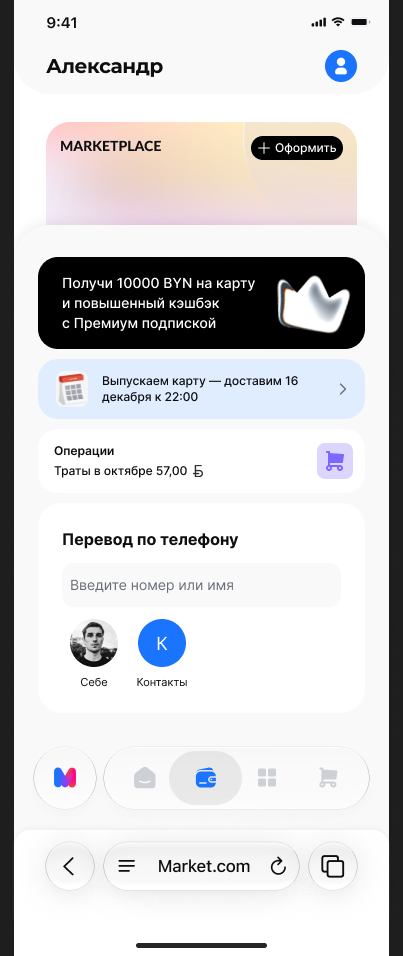 9:41
Александр
MARKETPLACE
Оформить
Получи 10000 BYN на карту
и повышенный кэшбэк
с Премиум подпиской
Выпускаем карту — доставим 16
декабря к 22:00
Операции
Траты в октябре 57,00
Перевод по телефону
Введите номер или имя
К
Себе
Контакты
Market.com